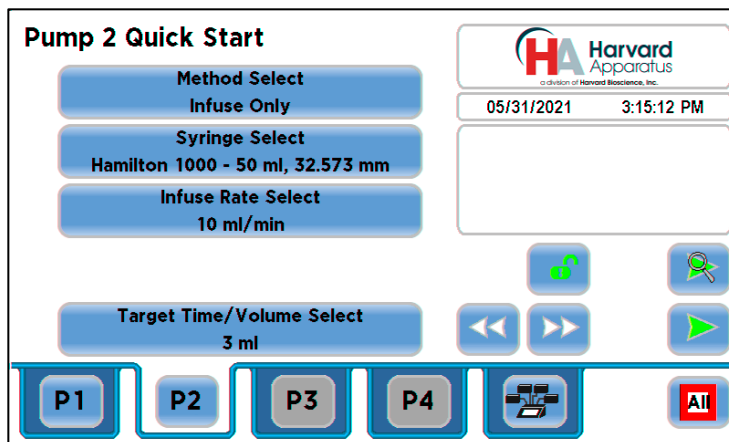 Pump 2 Quick Start
Method Select
Infuse Only
Syringe Select
Hamilton 1000 - 50 ml, 32.573 mm
Infuse Rate Select
10 ml/min
Target Time/Volume Select
3 ml
HA Harvard
Apparatus
a division of Harvard Bioscience, Inc.
05/31/2021 3:15:12 PM
P1 P2 P3 P4 All